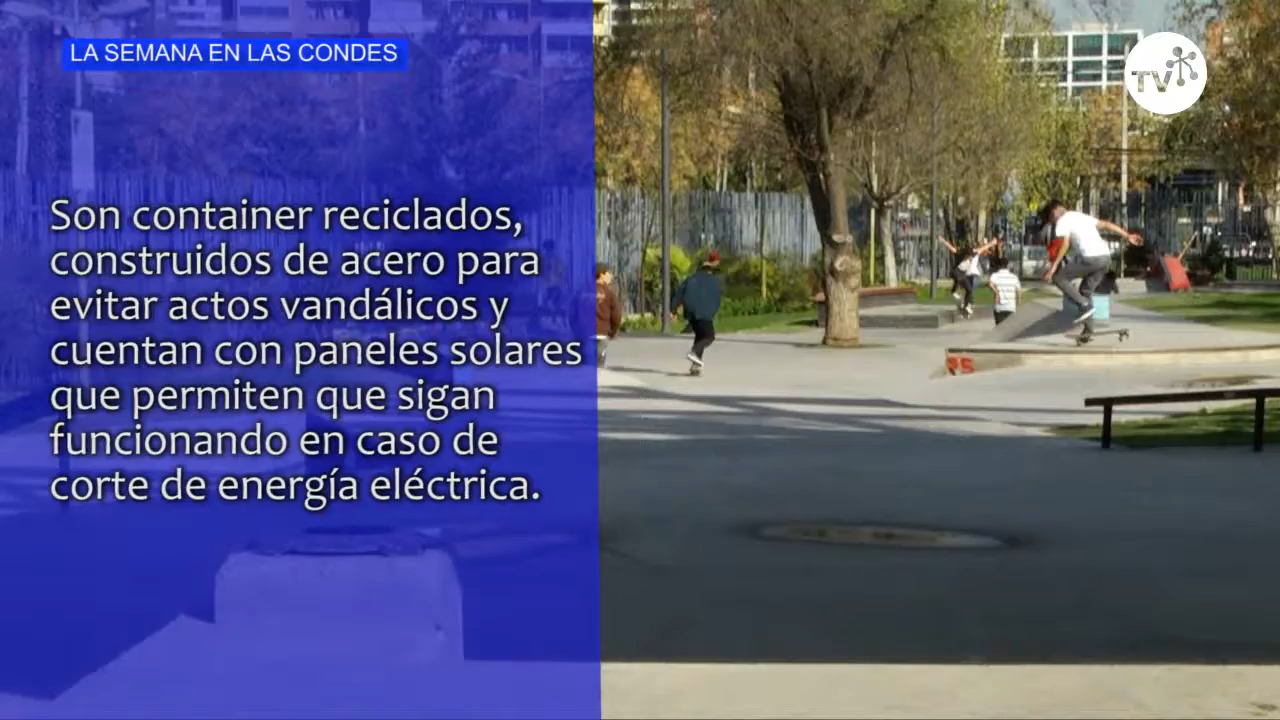 LA SEMANA EN LAS CONDES
TV
Son container reciclados,
construidos de acero para
evitar actos vandálicos y
cuentan con paneles solares
que permiten que sigan
funcionando en caso de
corte de energía eléctrica.